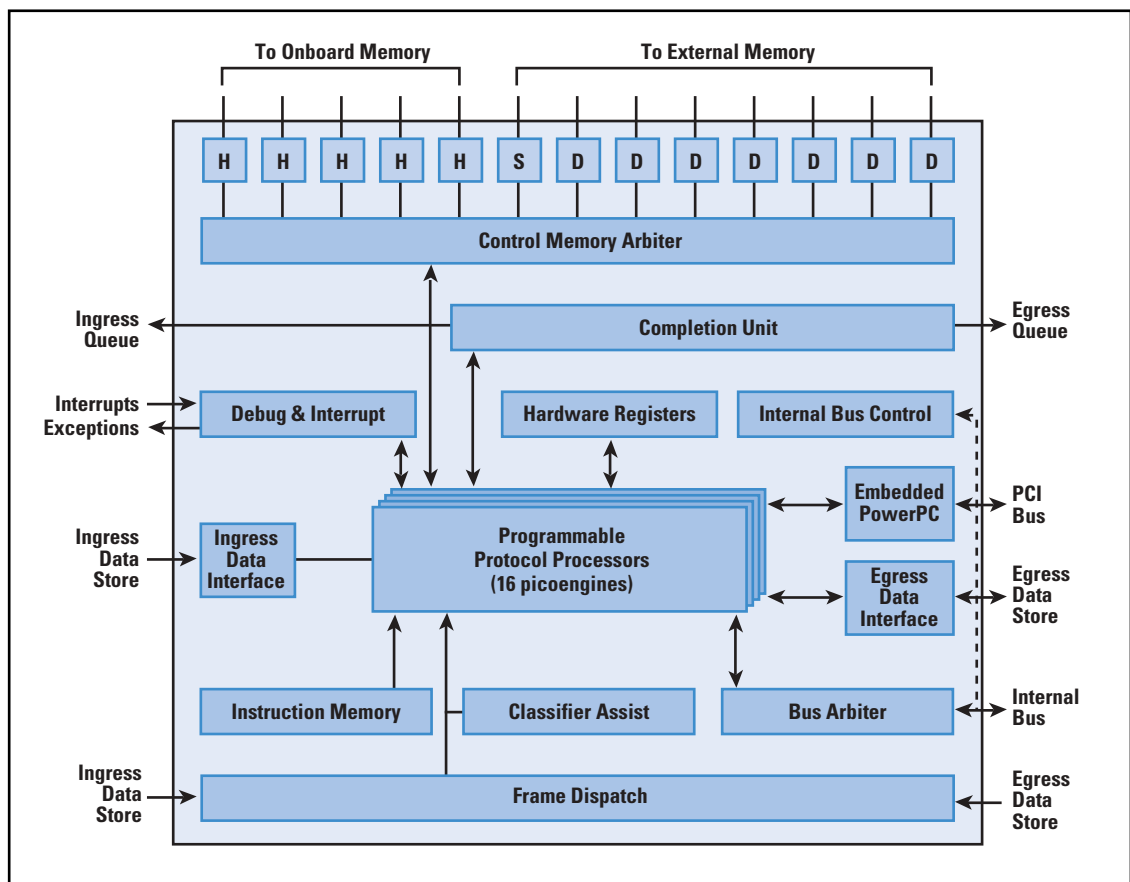 To Onboard Memory
To External Memory
H H H H H S D D D D D D D
Control Memory Arbiter
Ingress
Queue
Completion Unit
Egress
Queue
Interrupts
Exceptions
Debug & Interrupt
Hardware Registers
Internal Bus Control
Embedded
PowerPC
PCI
Bus
Ingress
Data
Store
Ingress
Data
Interface
Programmable
Protocol Processors
(16 picoengines)
Egress
Data
Interface
Egress
Data
Store
Instruction Memory
Classifier Assist
Bus Arbiter
Internal
Bus
Ingress
Data
Store
Frame Dispatch
Egress
Data
Store